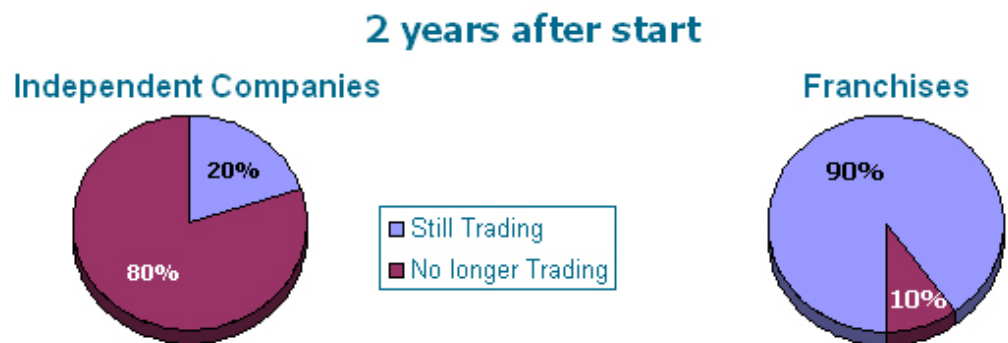 2 years after start
Independent Companies
20%
80%
Still Trading
No longer Trading
Franchises
90%
10%